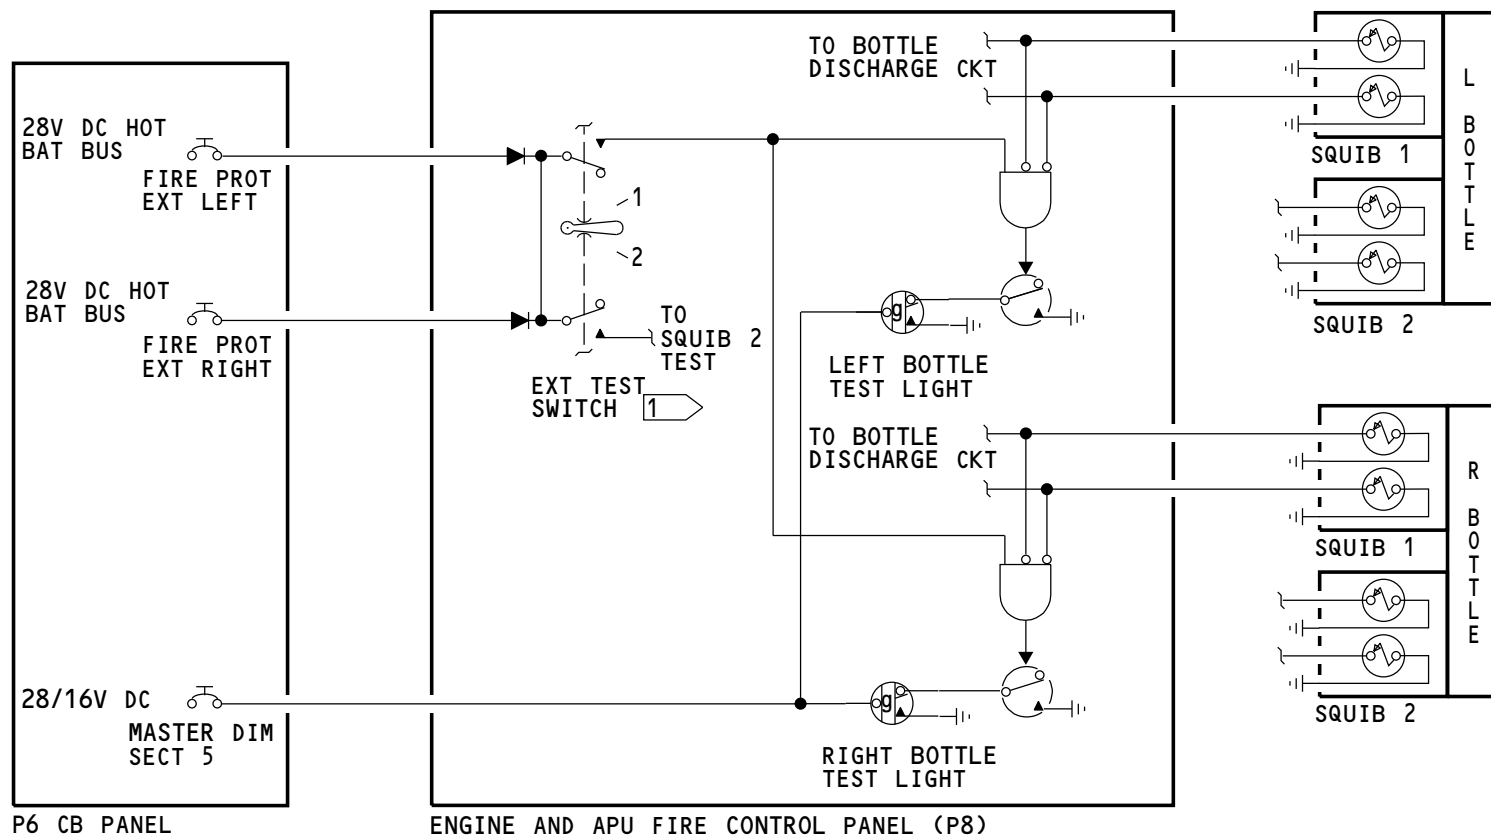 28V DC HOT
BAT BUS
FIRE PROT
EXT LEFT
28V DC HOT
BAT BUS
FIRE PROT
EXT RIGHT
28/16V DC
MASTER DIM
SECT 5
P6 CB PANEL
1
2
TO
SQUIB 2
TEST
EXT TEST
SWITCH 1
TO BOTTLE
DISCHARGE CKT
g
LEFT BOTTLE
TEST LIGHT
TO BOTTLE
DISCHARGE CKT
g
RIGHT BOTTLE
TEST LIGHT
ENGINE AND APU FIRE CONTROL PANEL (P8)
SQUIB 1
SQUIB 2
L BOTTLE
SQUIB 1
SQUIB 2
R BOTTLE